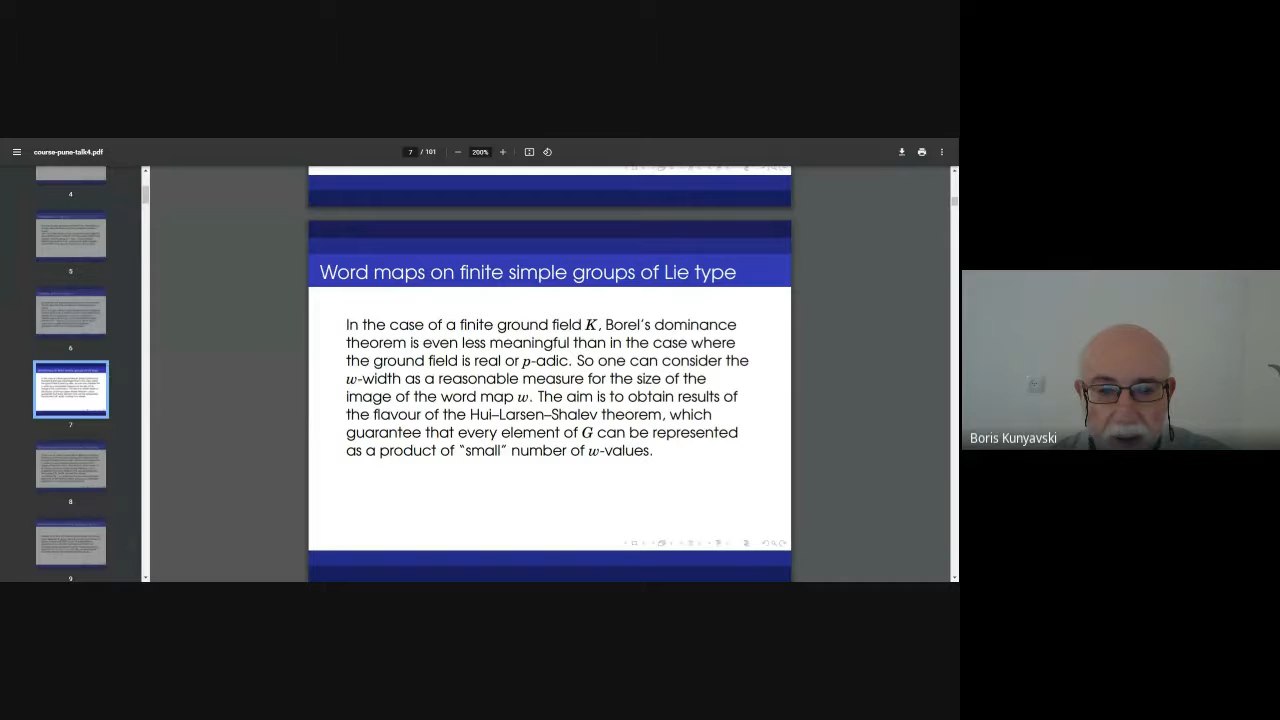 course-pune-talk4.pdf
7 / 101
200%
4
5
6
7
8
9
Word maps on finite simple groups of Lie type
In the case of a finite ground field K, Borel's dominance
theorem is even less meaningful than in the case where
the ground field is real or p-adic. So one can consider the
w-width as a reasonable measure for the size of the
image of the word map w. The aim is to obtain results of
the flavour of the Hui–Larsen–Shalev theorem, which
guarantee that every element of G can be represented
as a product of “small” number of w-values.
Boris Kunyavski